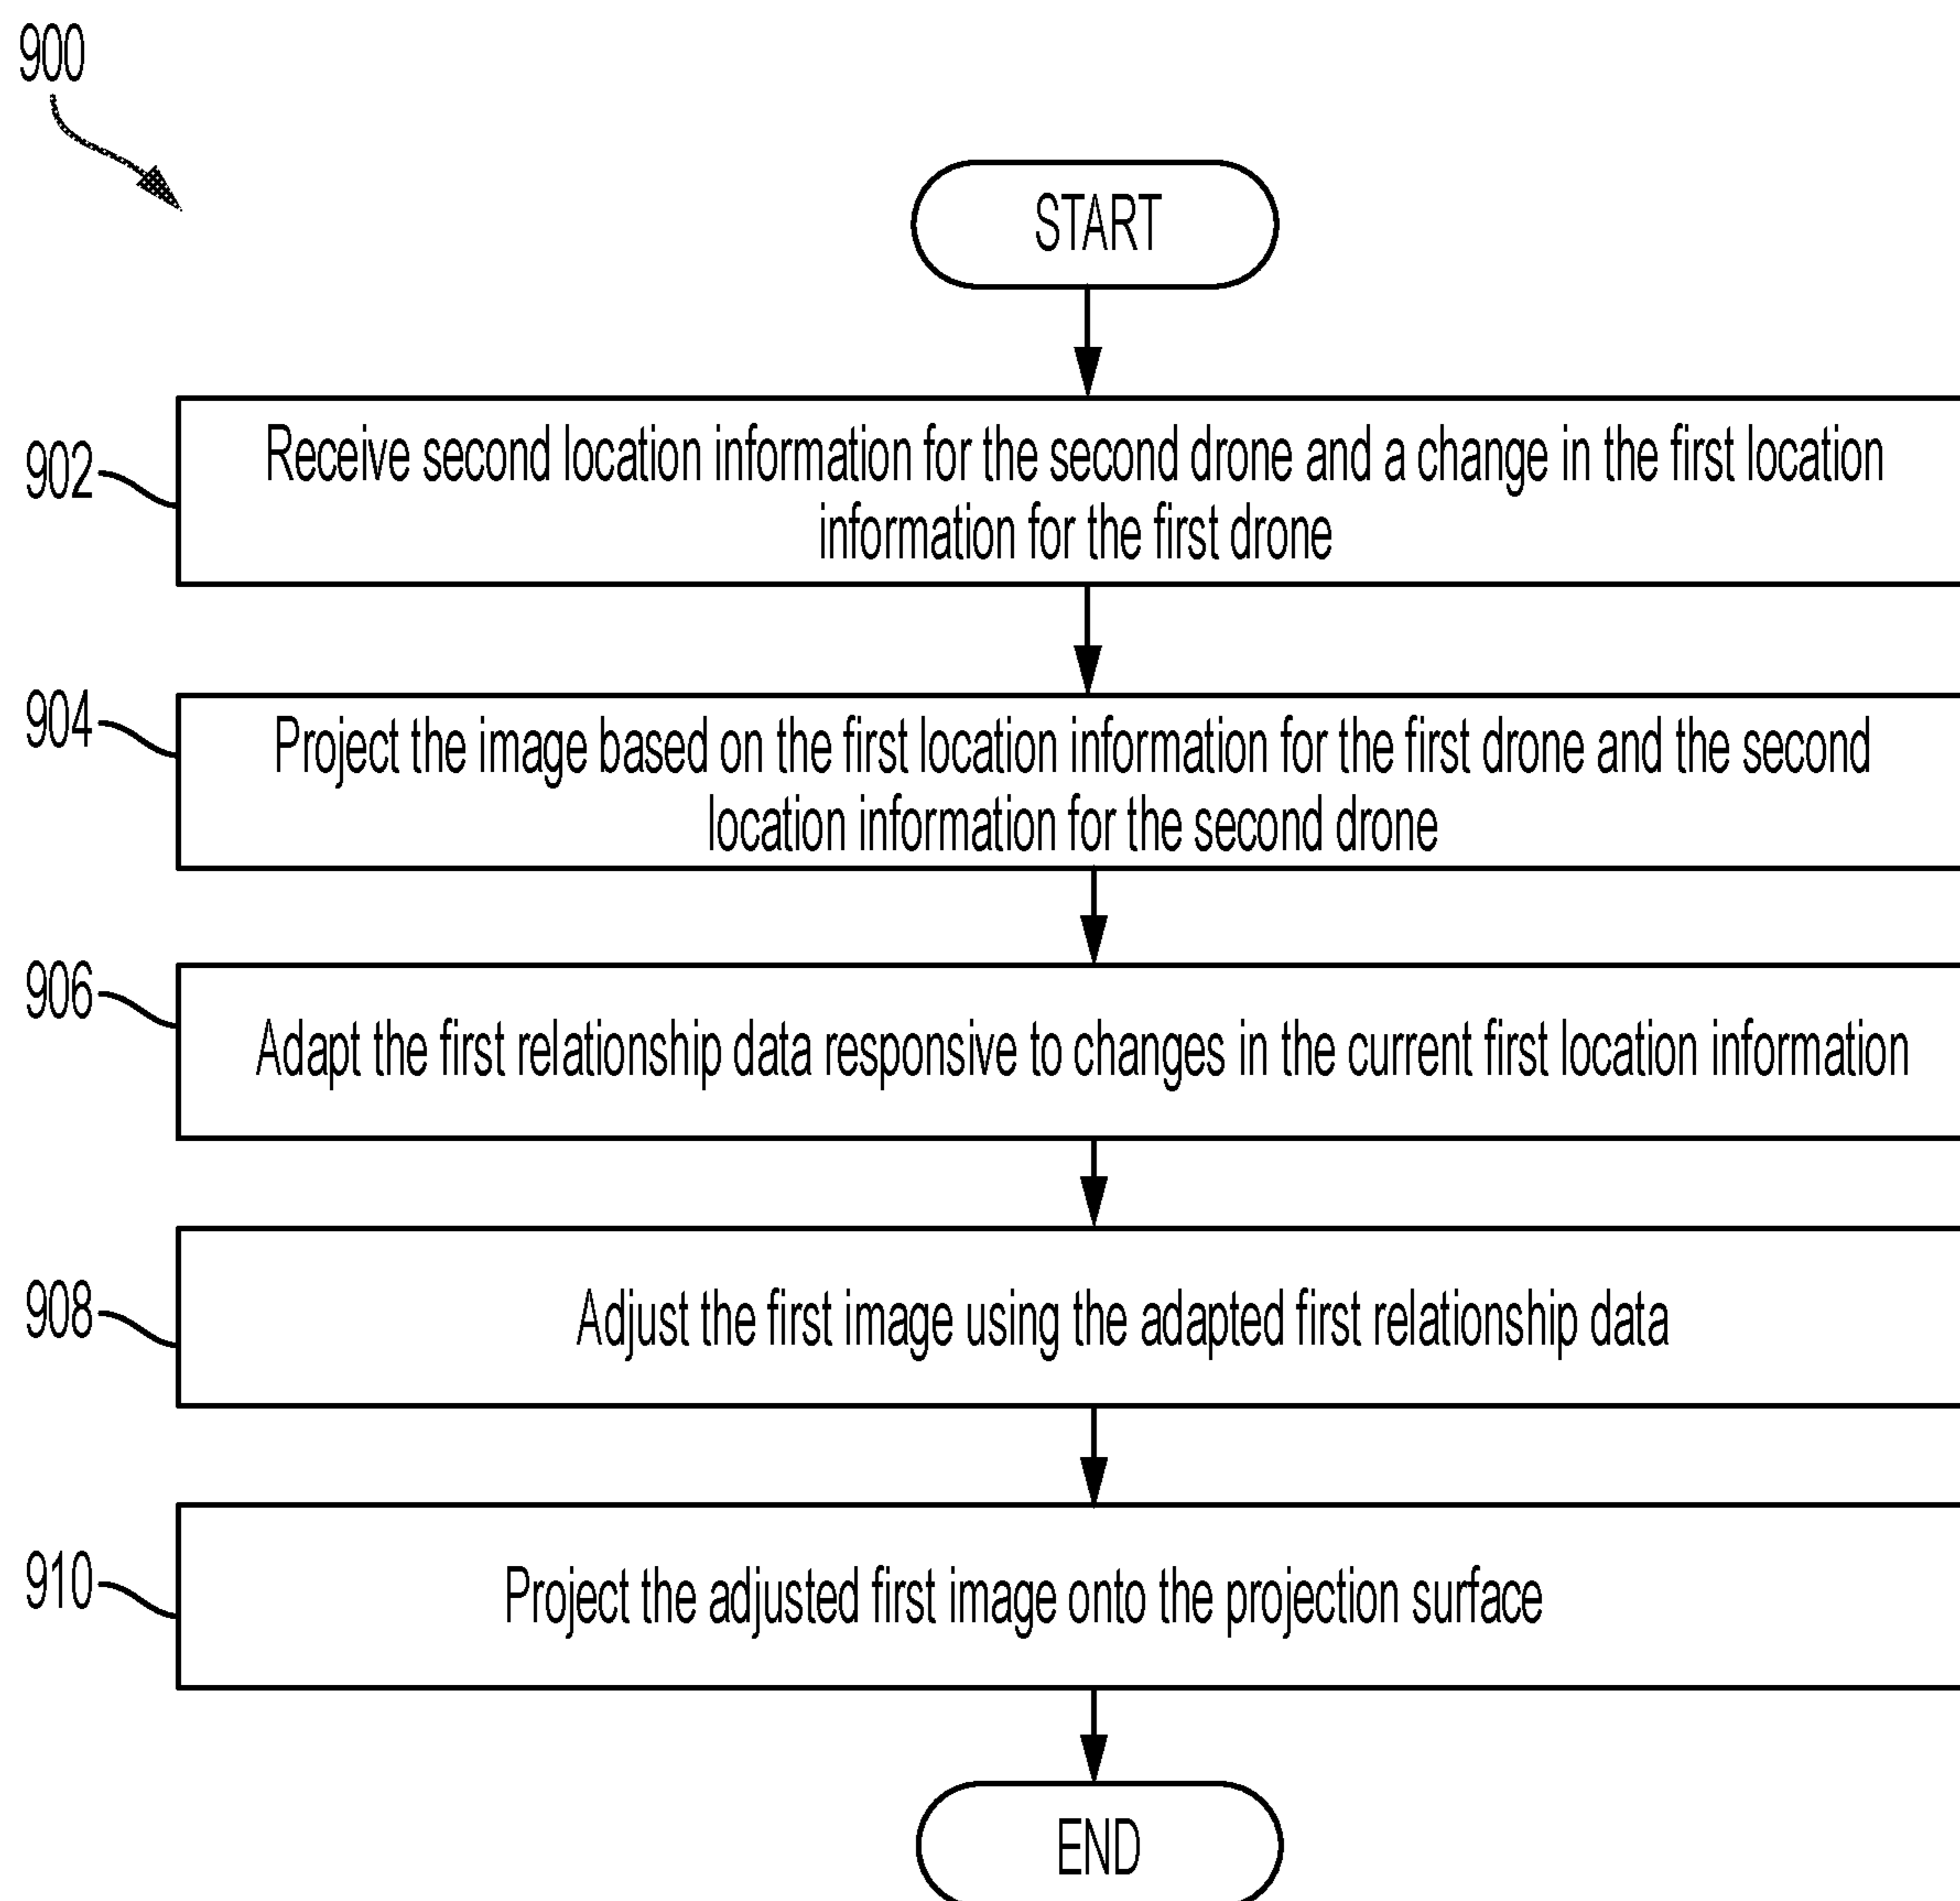 900
START
902
Receive second location information for the second drone and a change in the first location
information for the first drone
904
Project the image based on the first location information for the first drone and the second
location information for the second drone
906
Adapt the first relationship data responsive to changes in the current first location information
908
Adjust the first image using the adapted first relationship data
910
Project the adjusted first image onto the projection surface
END